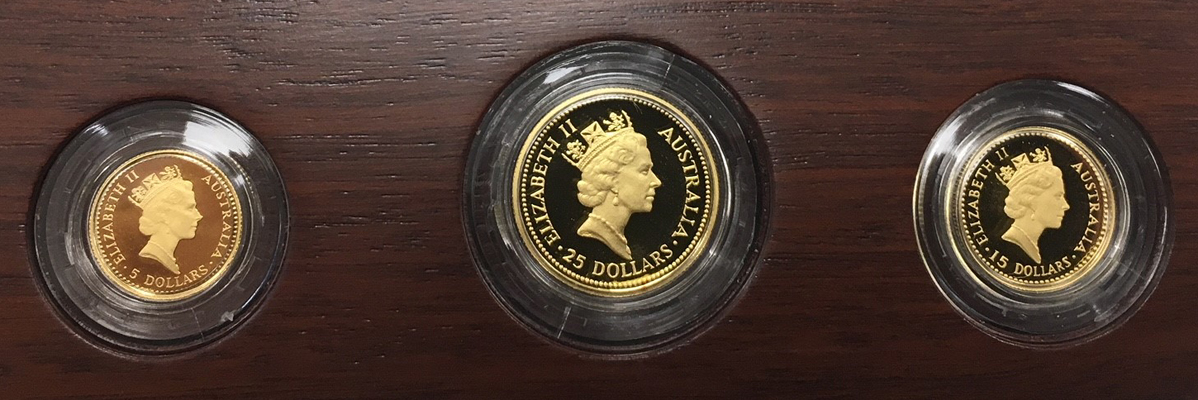 ELIZABETH II AUSTRALIA
· 5 DOLLARS ·
ELIZABETH II AUSTRALIA
· 25 DOLLARS ·
ELIZABETH II AUSTRALIA
· 15 DOLLARS ·